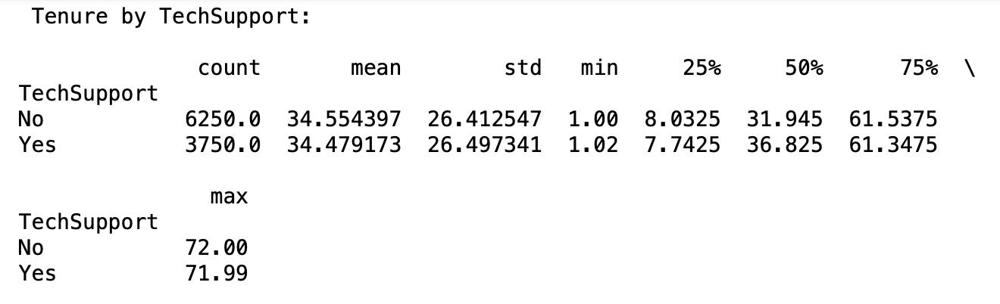 Tenure by TechSupport:
count mean std min 25% 50% 75% \
TechSupport
No 6250.0 34.554397 26.412547 1.00 8.0325 31.945 61.5375
Yes 3750.0 34.479173 26.497341 1.02 7.7425 36.825 61.3475
max
TechSupport
No 72.00
Yes 71.99